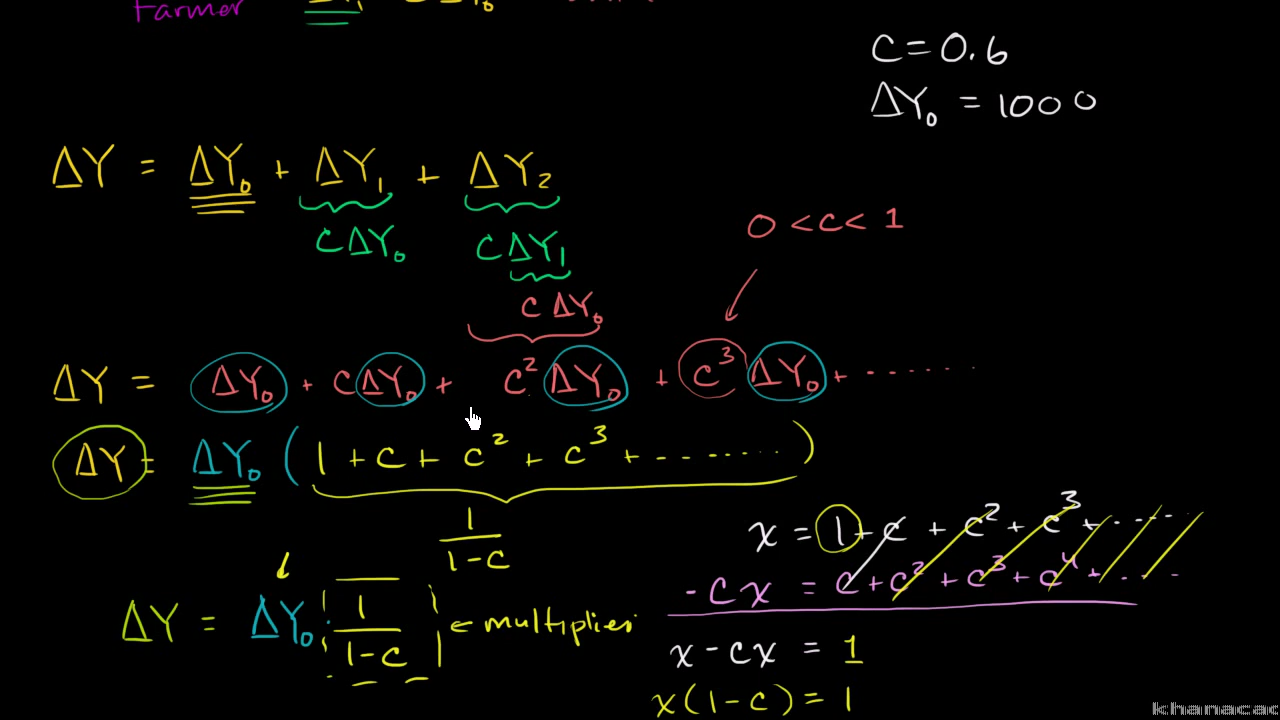 Farmer
C = 0.6
ΔY₀ = 1000
ΔY = ΔY₀ + ΔY₁ + ΔY₂
CΔY₀ CΔY₁
0 < C < 1
CΔY₀
ΔY = ΔY₀ + CΔY₀ + C²ΔY₀ + C³ΔY₀ + .......
ΔY = ΔY₀ (1 + C + C² + C³ + ........)
1/(1-C)
x = 1 + C + C² + C³ + .....
- Cx = C + C² + C³ + C⁴ + ....
ΔY = ΔY₀ · 1/(1-C) ← multiplier
x - Cx = 1
x(1-C) = 1
khanacac